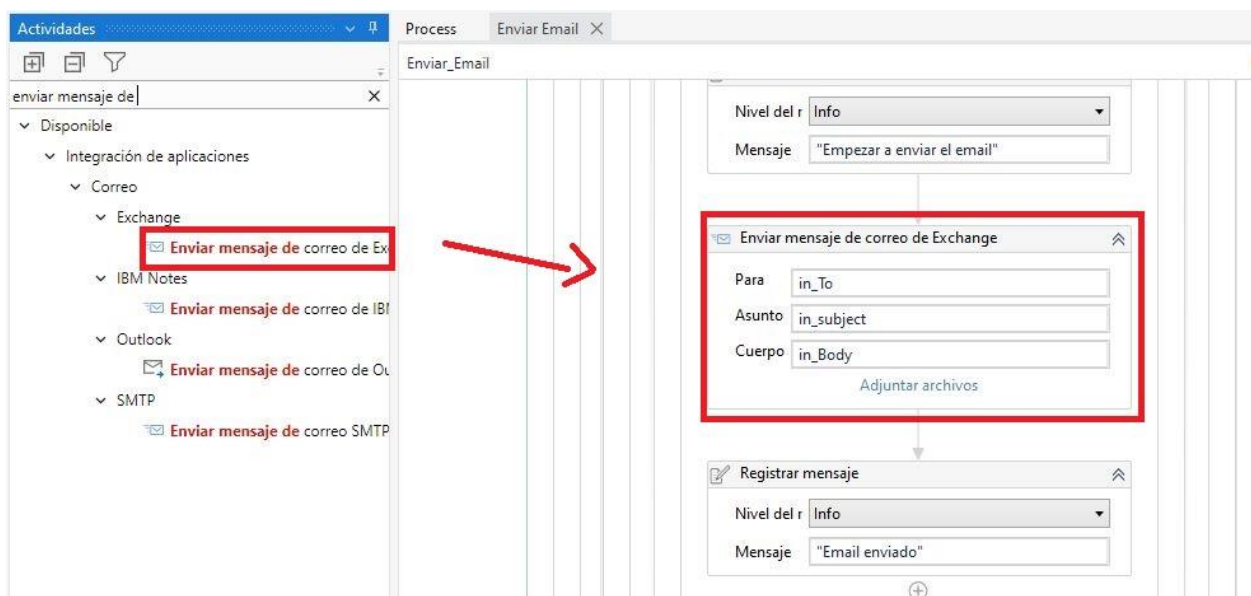 Actividades
enviar mensaje de
Disponible
Integración de aplicaciones
Correo
Exchange
Enviar mensaje de correo de Ex
IBM Notes
Enviar mensaje de correo de IB
Outlook
Enviar mensaje de correo de Ou
SMTP
Enviar mensaje de correo SMTP
Process
Enviar Email
Enviar_Email
Nivel del r Info
Mensaje "Empezar a enviar el email"
Enviar mensaje de correo de Exchange
Para in_To
Asunto in_subject
Cuerpo in_Body
Adjuntar archivos
Registrar mensaje
Nivel del r Info
Mensaje "Email enviado"